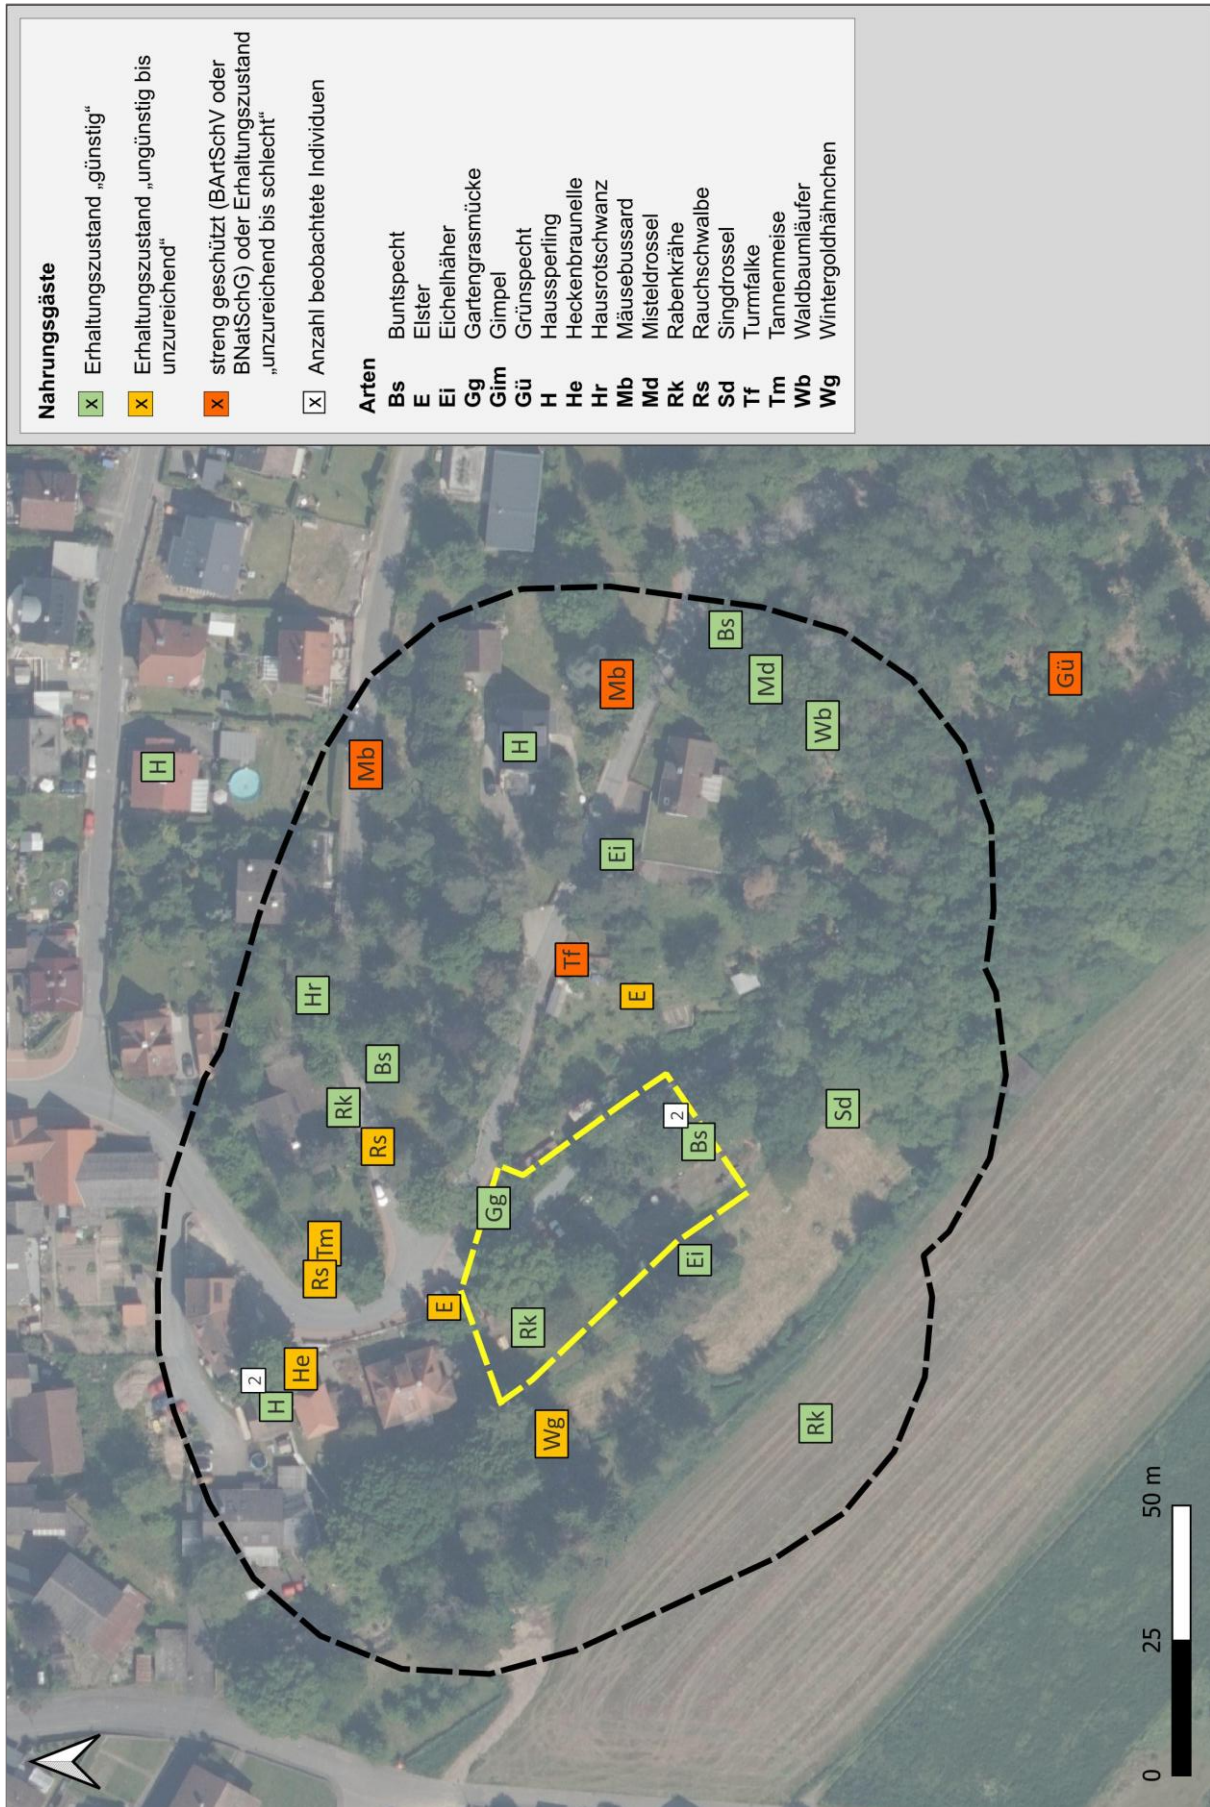 Nahrungsgäste
x Erhaltungszustand „günstig“
x Erhaltungszustand „ungünstig bis
unzureichend“
x streng geschützt (BArtSchV oder
BNatSchG) oder Erhaltungszustand
„unzureichend bis schlecht“
x Anzahl beobachtete Individuen
Arten
Bs Buntspecht
E Elster
Ei Eichelhäher
Gg Gartengrasmücke
Gim Gimpel
Gü Grünspecht
H Haussperling
He Heckenbraunelle
Hr Hausrotschwanz
Mb Mäusebussard
Md Misteldrossel
Rk Rabenkrähe
Rs Rauchschwalbe
Sd Singdrossel
Tf Turmfalke
Tm Tannenmeise
Wb Waldbaumläufer
Wg Wintergoldhähnchen
H
2
H
He
Rs
Tm
Hr
Rk
Mb
Rs
Bs
E
Gg
H
Rk
Wg
Tf
Ei
Mb
E
2
Ei
Bs
Bs
Md
Rk
Wb
Sd
Gü
0 25 50 m